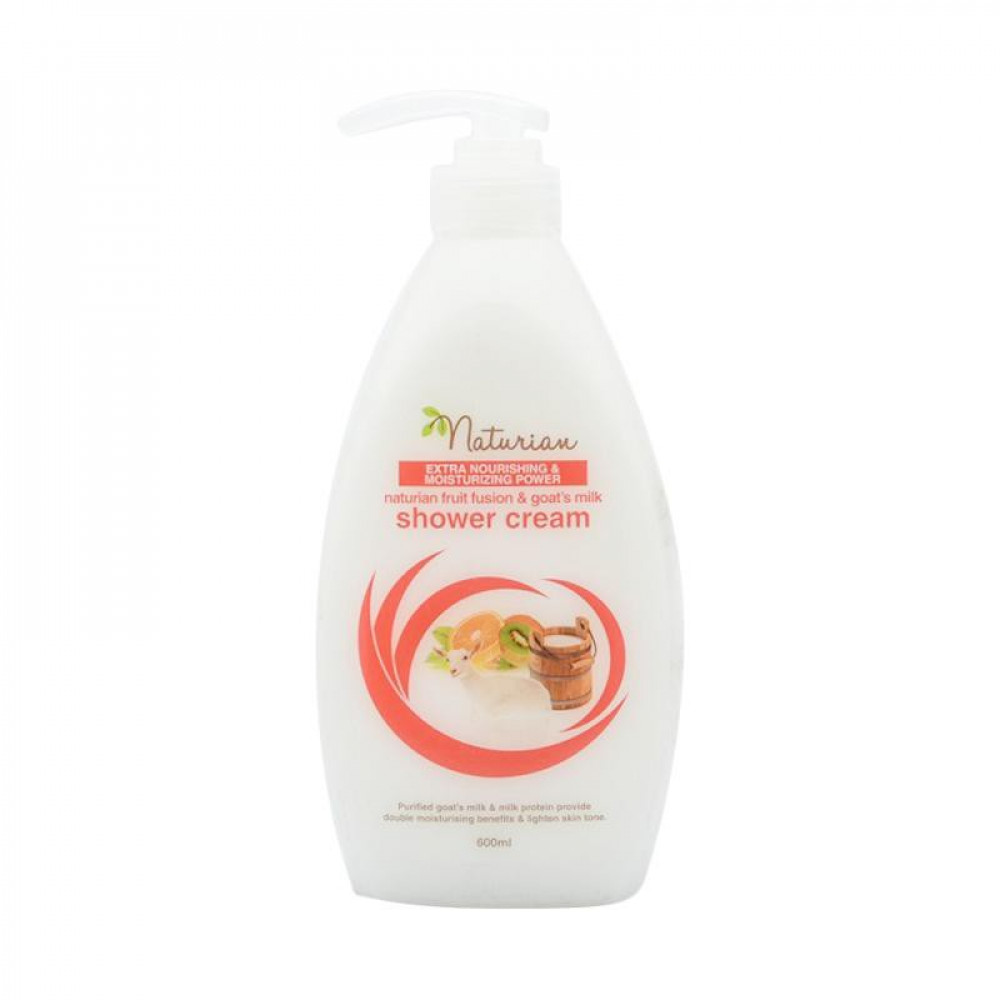 Naturian
EXTRA NOURISHING &
MOISTURIZING POWER
naturian fruit fusion & goat's milk
shower cream
Purified goat's milk & milk protein provide
double moisturising benefits & lighten skin tone.
600ml